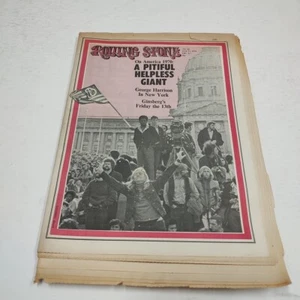 Rolling Stone
On America 1970:
A PITIFUL
HELPLESS
GIANT
George Harrison
In New York
Ginsberg's
Friday the 13th